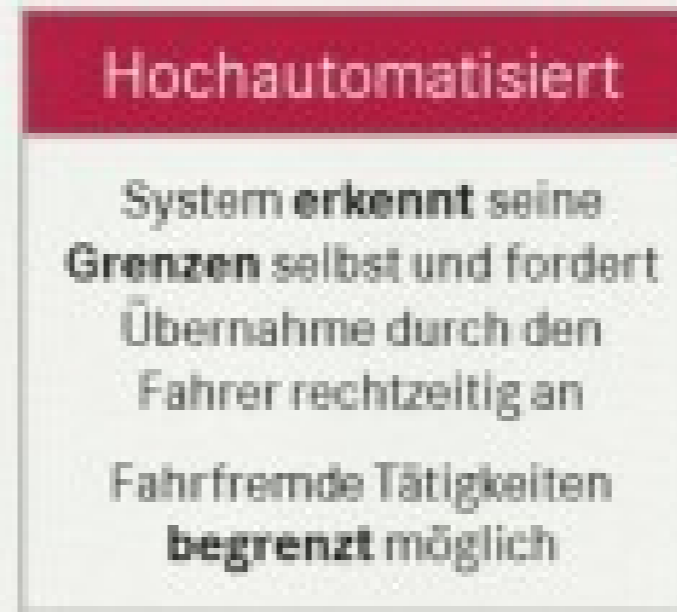 Hochautomatisiert
System erkennt seine
Grenzen selbst und fordert
Übernahme durch den
Fahrer rechtzeitig an
Fahrfremde Tätigkeiten
begrenzt möglich